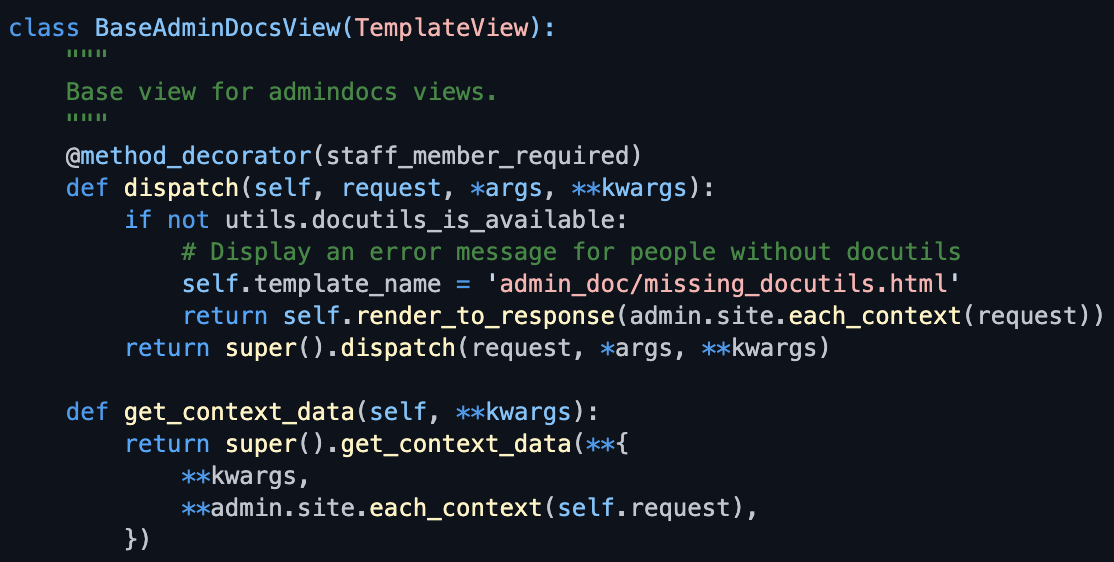 class BaseAdminDocsView(TemplateView):
    """
    Base view for admindocs views.
    """
    @method_decorator(staff_member_required)
    def dispatch(self, request, *args, **kwargs):
        if not utils.docutils_is_available:
            # Display an error message for people without docutils
            self.template_name = 'admin_doc/missing_docutils.html'
            return self.render_to_response(admin.site.each_context(request))
        return super().dispatch(request, *args, **kwargs)

    def get_context_data(self, **kwargs):
        return super().get_context_data(**{
            **kwargs,
            **admin.site.each_context(self.request),
        })